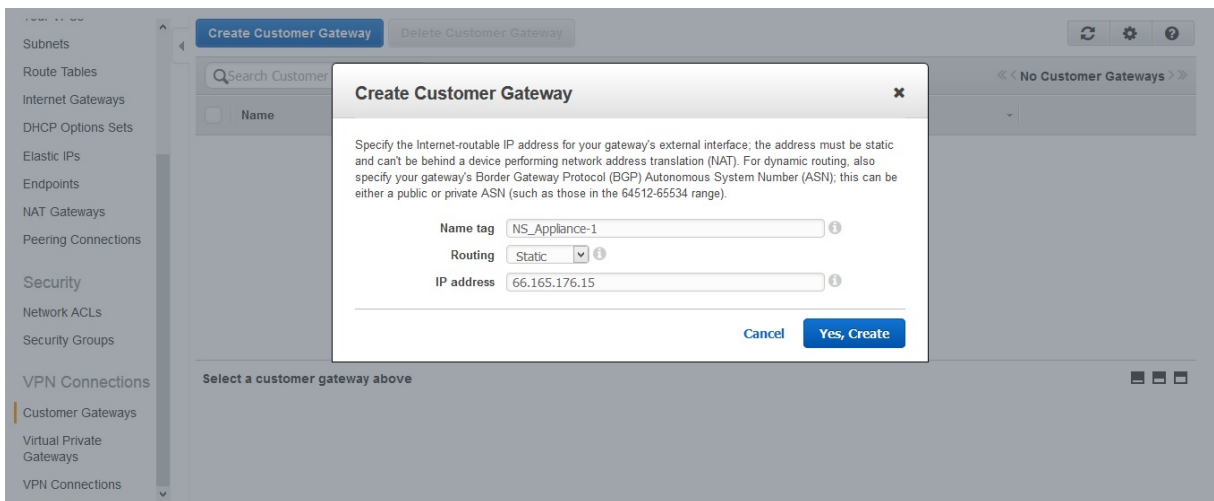 Subnets
Route Tables
Internet Gateways
DHCP Options Sets
Elastic IPs
Endpoints
NAT Gateways
Peering Connections
Security
Network ACLs
Security Groups
VPN Connections
Customer Gateways
Virtual Private
Gateways
VPN Connections
Create Customer Gateway
Delete Customer Gateway
Search Customer
No Customer Gateways
Name
Create Customer Gateway
Specify the Internet-routable IP address for your gateway's external interface; the address must be static
and can't be behind a device performing network address translation (NAT). For dynamic routing, also
specify your gateway's Border Gateway Protocol (BGP) Autonomous System Number (ASN); this can be
either a public or private ASN (such as those in the 64512-65534 range).
Name tag NS_Appliance-1
Routing Static
IP address 66.165.176.15
Cancel Yes, Create
Select a customer gateway above